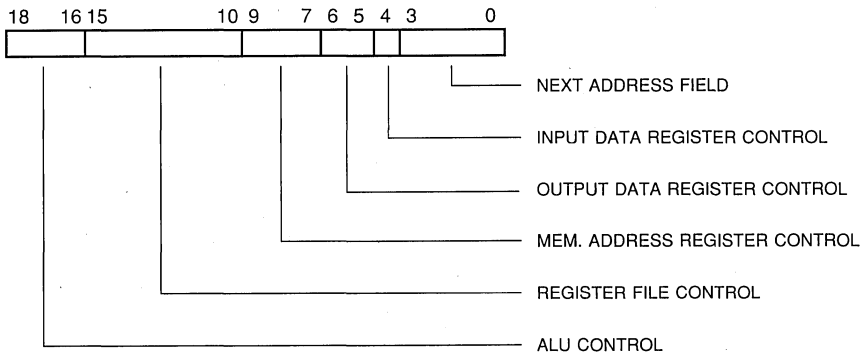 18 16 15 10 9 7 6 5 4 3 0
NEXT ADDRESS FIELD
INPUT DATA REGISTER CONTROL
OUTPUT DATA REGISTER CONTROL
MEM. ADDRESS REGISTER CONTROL
REGISTER FILE CONTROL
ALU CONTROL